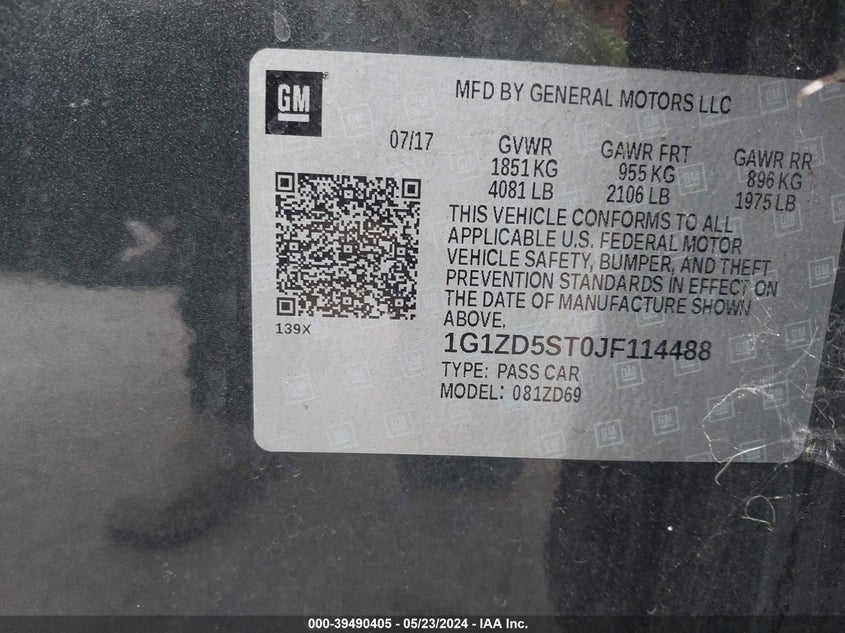 GM
MFD BY GENERAL MOTORS LLC
07/17
GVWR
1851 KG
4081 LB
GAWR FRT
955 KG
2106 LB
GAWR RR
896 KG
1975 LB
THIS VEHICLE CONFORMS TO ALL
APPLICABLE U.S. FEDERAL MOTOR
VEHICLE SAFETY, BUMPER, AND THEFT
PREVENTION STANDARDS IN EFFECT ON
THE DATE OF MANUFACTURE SHOWN
ABOVE.
139X
1G1ZD5ST0JF114488
TYPE: PASS CAR
MODEL: 081ZD69
000-39490405 - 05/23/2024 - IAA Inc.